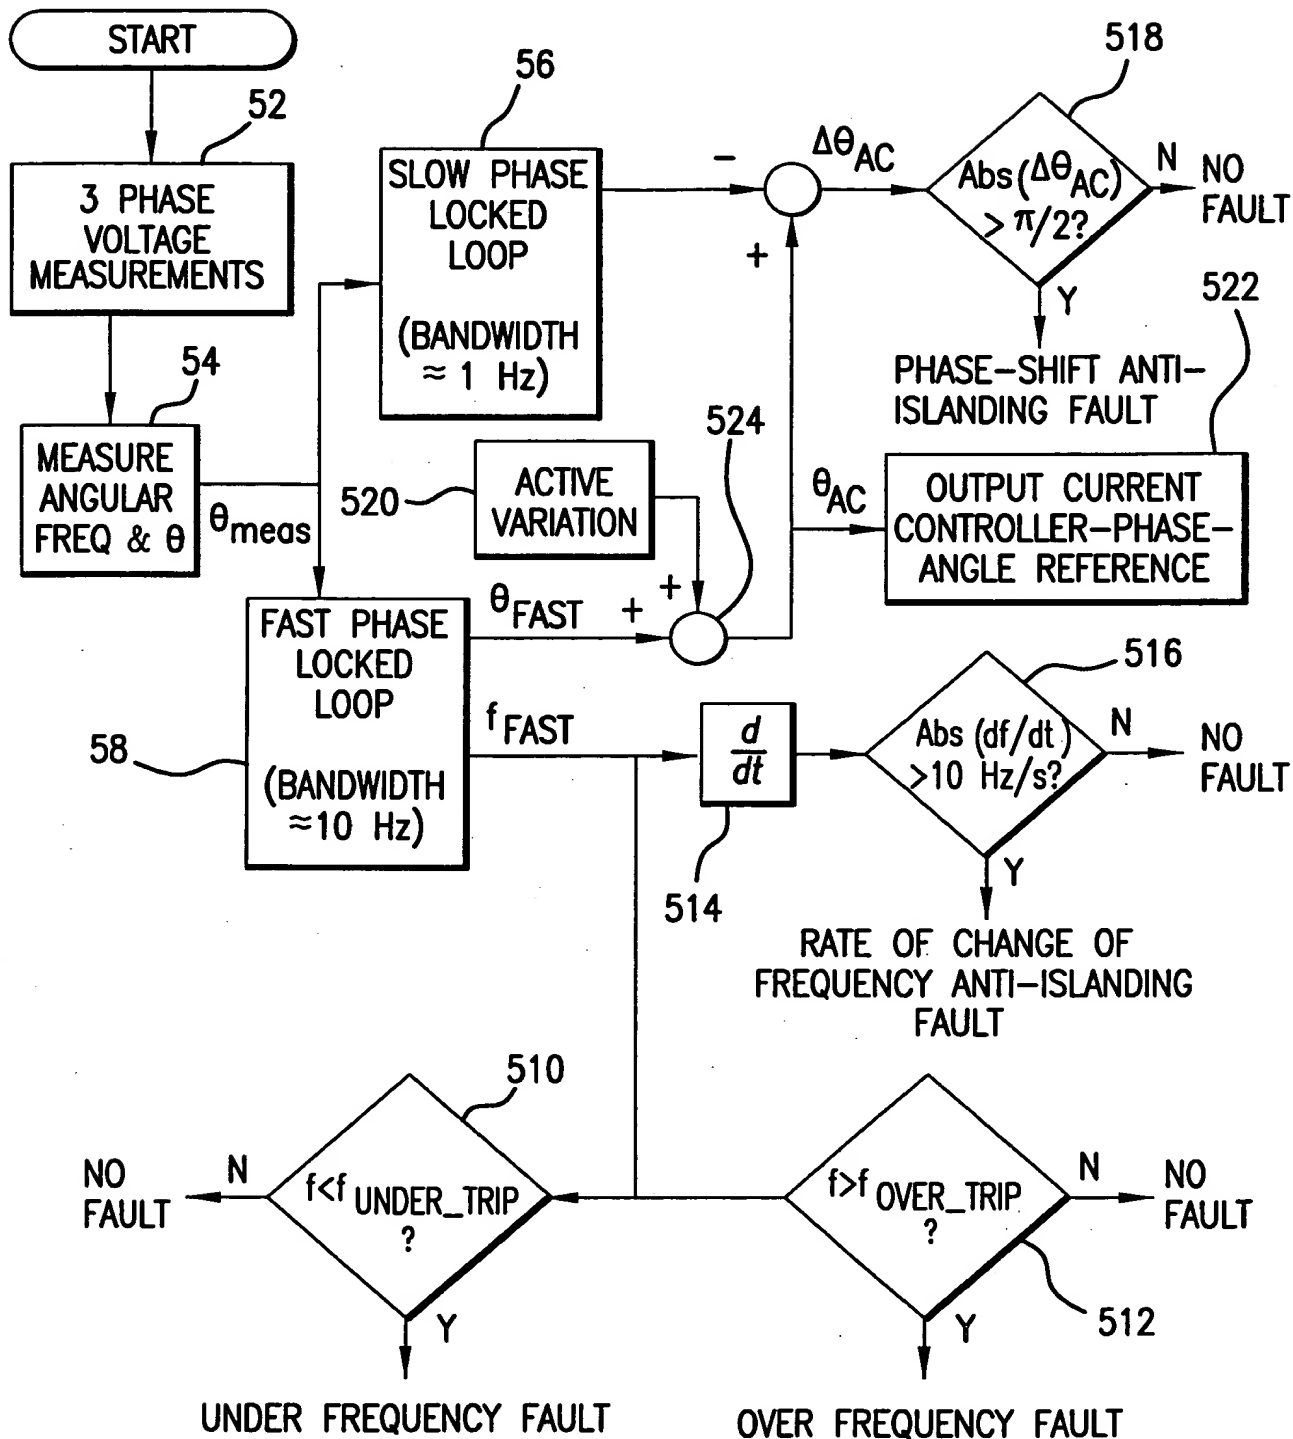 START
52
3 PHASE
VOLTAGE
MEASUREMENTS
54
MEASURE
ANGULAR
FREQ & θ
θmeas
56
SLOW PHASE
LOCKED
LOOP
(BANDWIDTH
≈ 1 Hz)
-
+
ΔθAC
518
Abs(ΔθAC)
> π/2?
N
NO
FAULT
Y
PHASE-SHIFT ANTI-
ISLANDING FAULT
522
524
520
ACTIVE
VARIATION
θAC
OUTPUT CURRENT
CONTROLLER-PHASE-
ANGLE REFERENCE
58
FAST PHASE
LOCKED
LOOP
(BANDWIDTH
≈10 Hz)
θFAST
+
+
fFAST
d
dt
514
516
Abs (df/dt)
>10 Hz/s?
N
NO
FAULT
Y
RATE OF CHANGE OF
FREQUENCY ANTI-ISLANDING
FAULT
510
f<fUNDER_TRIP
?
N
NO
FAULT
Y
UNDER FREQUENCY FAULT
f>fOVER_TRIP
?
N
NO
FAULT
512
Y
OVER FREQUENCY FAULT